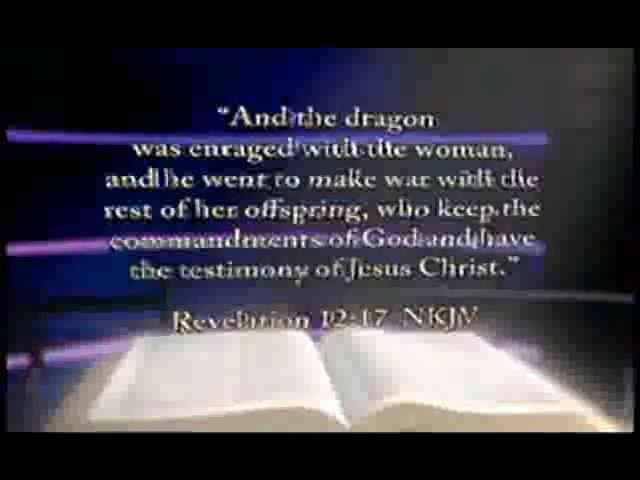 “And the dragon
was enraged with the woman,
and he went to make war with the
rest of her offspring, who keep the
commandments of God and have
the testimony of Jesus Christ.”
Revelation 12:17 NKJV